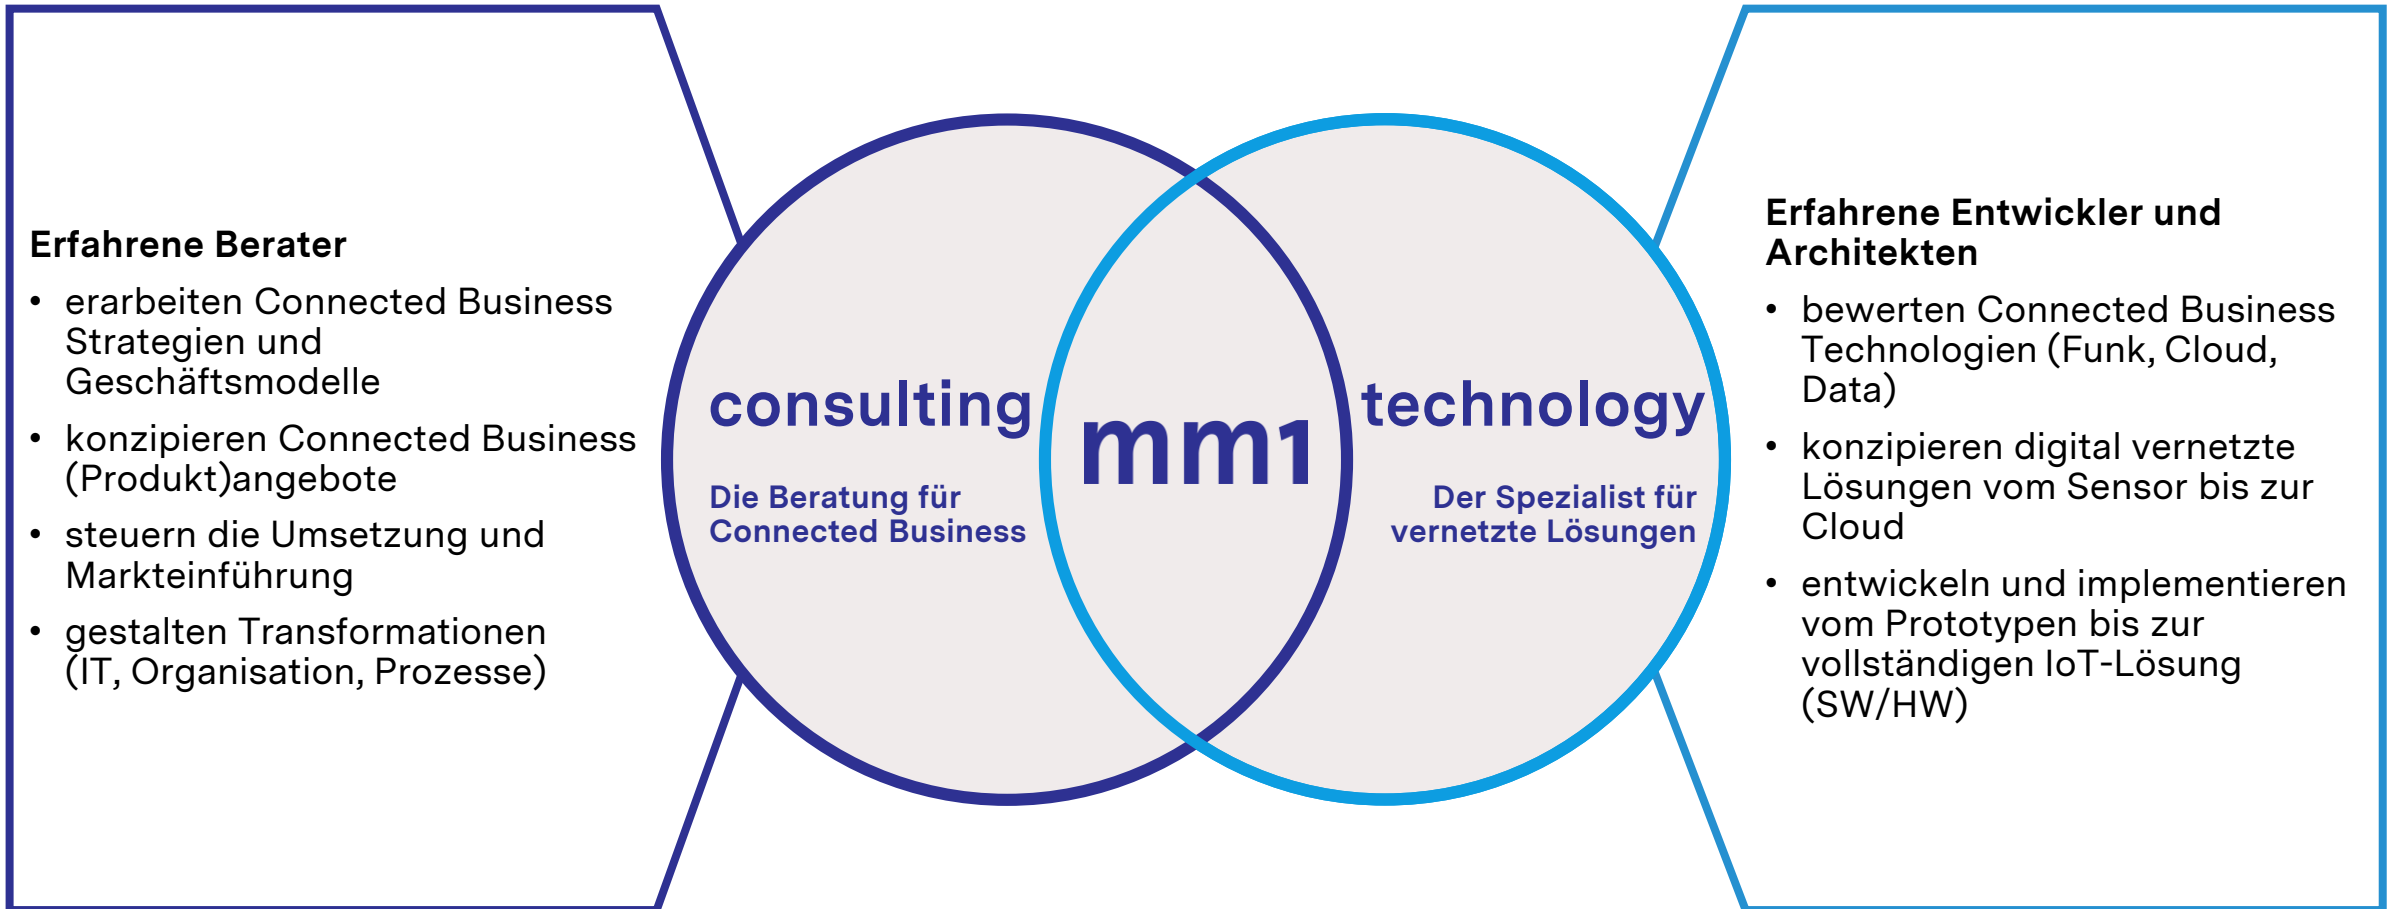 Erfahrene Berater
• erarbeiten Connected Business
Strategien und
Geschäftsmodelle
• konzipieren Connected Business
(Produkt)angebote
• steuern die Umsetzung und
Markteinführung
• gestalten Transformationen
(IT, Organisation, Prozesse)
consulting
Die Beratung für
Connected Business
mm1
technology
Der Spezialist für
vernetzte Lösungen
Erfahrene Entwickler und
Architekten
• bewerten Connected Business
Technologien (Funk, Cloud,
Data)
• konzipieren digital vernetzte
Lösungen vom Sensor bis zur
Cloud
• entwickeln und implementieren
vom Prototypen bis zur
vollständigen IoT-Lösung
(SW/HW)